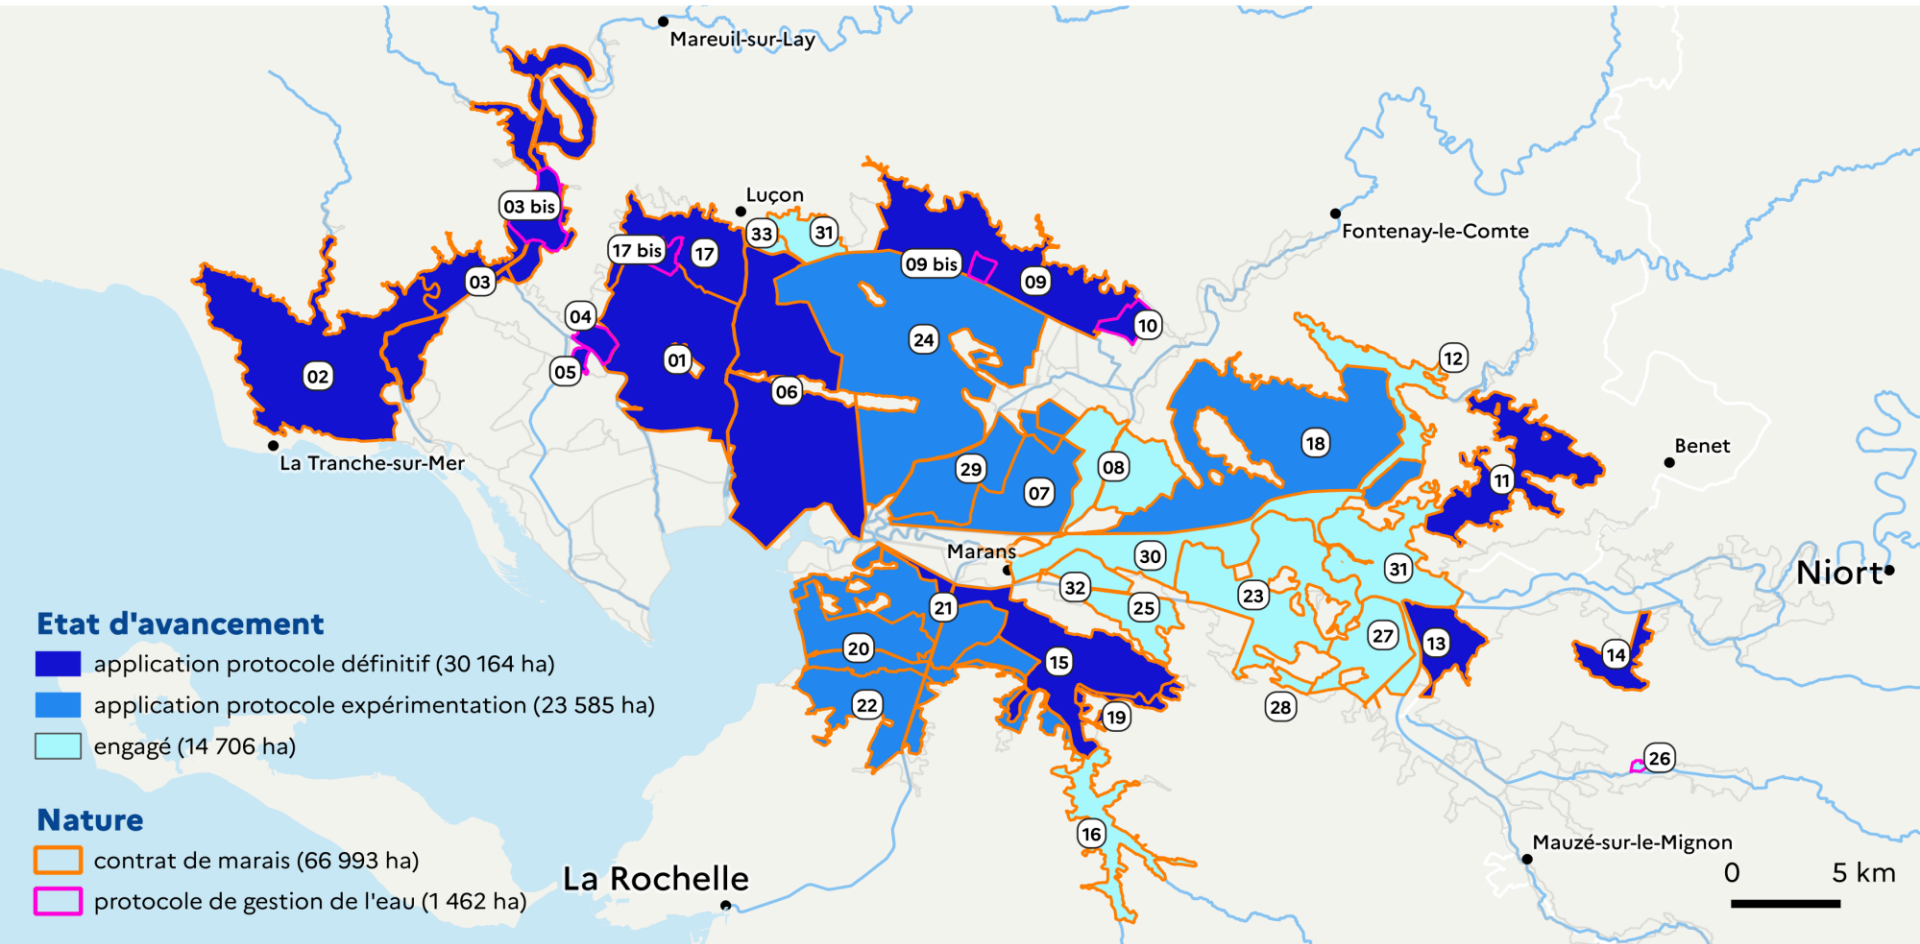 Mareuil-sur-Lay
Luçon
03 bis
33
31
17 bis
17
Fontenay-le-Comte
09 bis
03
09
04
10
24
12
01
05
02
06
La Tranche-sur-Mer
18
Benet
29
08
11
07
Marans
30
31
Niort
32
23
21
25
Etat d'avancement
27
13
20
14
15
application protocole définitif (30 164 ha)
22
28
19
application protocole expérimentation (23 585 ha)
engagé (14 706 ha)
26
Nature
16
Mauzé-sur-le-Mignon
contrat de marais (66 993 ha)
0 5 km
La Rochelle
protocole de gestion de l'eau (1 462 ha)